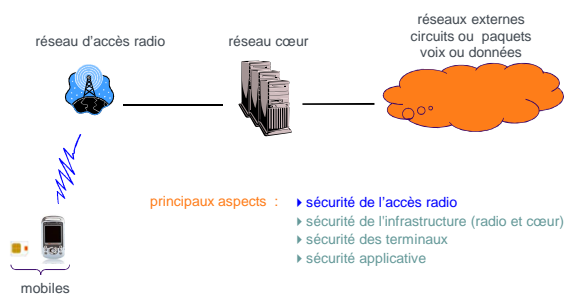 réseaux externes
circuits ou paquets
voix ou données
réseau d'accès radio
réseau cœur
principaux aspects :
sécurité de l'accès radio
sécurité de l'infrastructure (radio et cœur)
sécurité des terminaux
sécurité applicative
mobiles